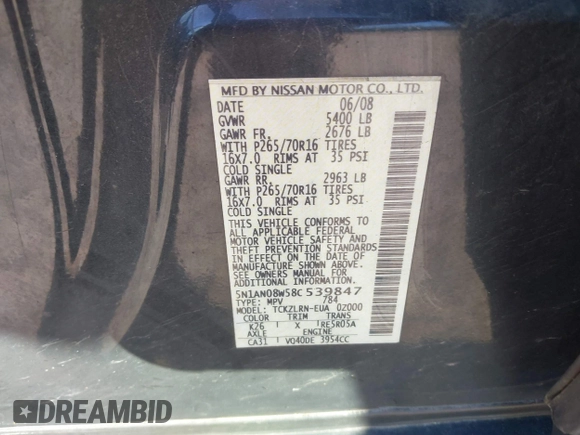 MFD BY NISSAN MOTOR CO., LTD.
DATE 06/08
GVWR 5400 LB
GAWR FR. 2676 LB
WITH P265/70R16 TIRES
16X7.0 RIMS AT 35 PSI
COLD SINGLE
GAWR RR. 2963 LB
WITH P265/70R16 TIRES
16X7.0 RIMS AT 35 PSI
COLD SINGLE
THIS VEHICLE CONFORMS TO
ALL APPLICABLE FEDERAL
MOTOR VEHICLE SAFETY AND
THEFT PREVENTION STANDARDS
IN EFFECT ON THE DATE OF
MANUFACTURE SHOWN ABOVE.
SEE OWNERS MANUAL FOR
ADDITIONAL INFORMATION.
5N1AN08W58C539847
TYPE: MPV 784
MODEL: TCKZLRN-EUA 0Z000
COLOR TRIM TRANS
K26 X RE5R05A
AXLE ENGINE
CA31 VQ40DE 3954CC
DREAMBID